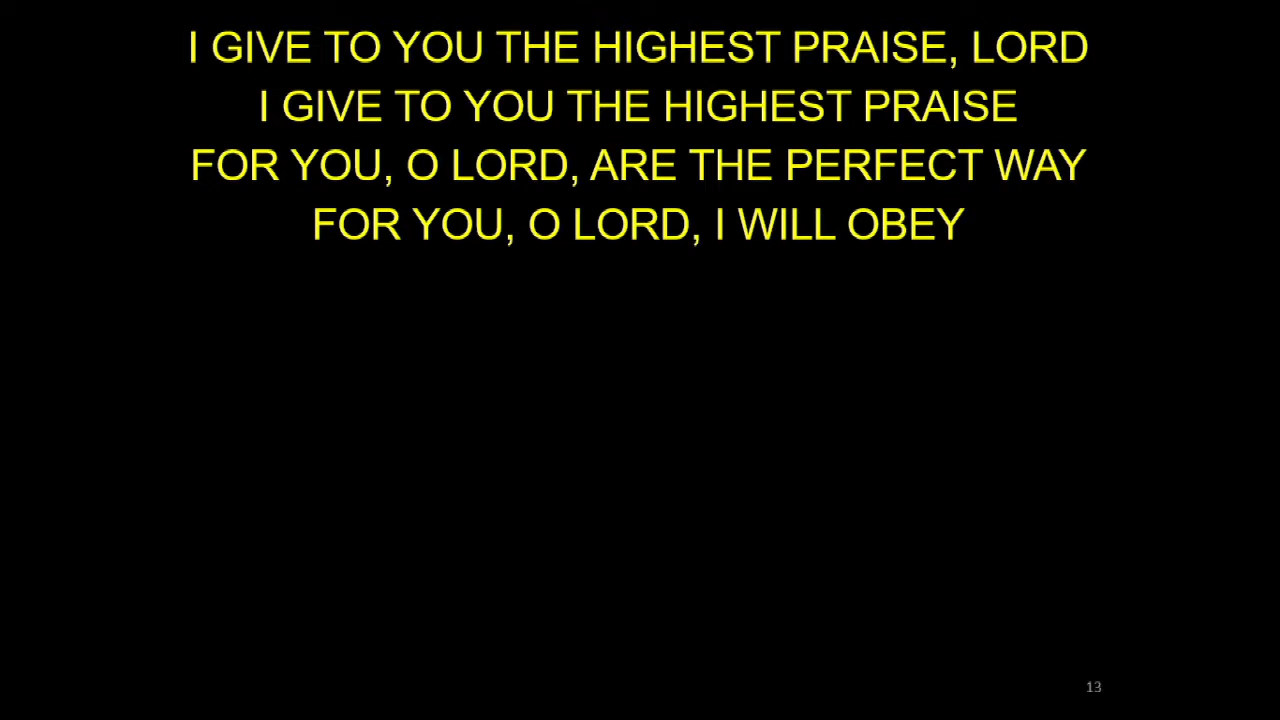 I GIVE TO YOU THE HIGHEST PRAISE, LORD
I GIVE TO YOU THE HIGHEST PRAISE
FOR YOU, O LORD, ARE THE PERFECT WAY
FOR YOU, O LORD, I WILL OBEY
13